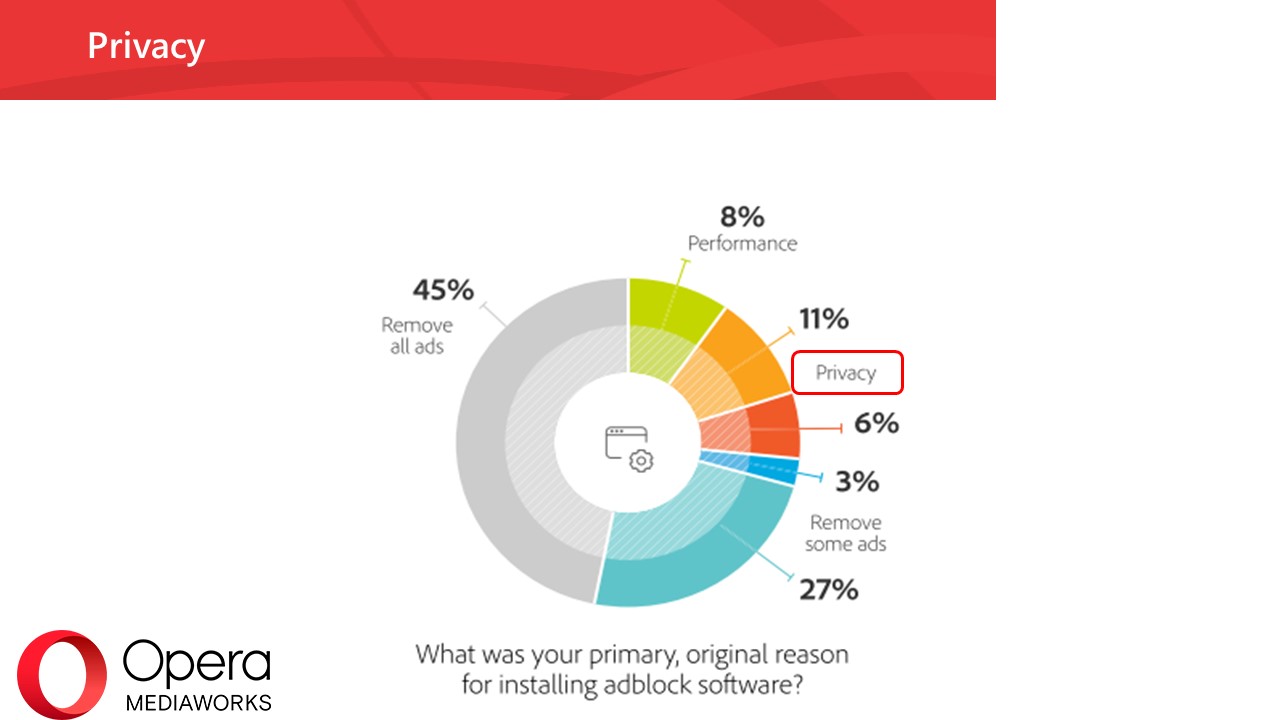 Privacy
8%
Performance
45%
Remove
all ads
11%
Privacy
6%
3%
Remove
some ads
27%
What was your primary, original reason
for installing adblock software?
Opera
MEDIAWORKS